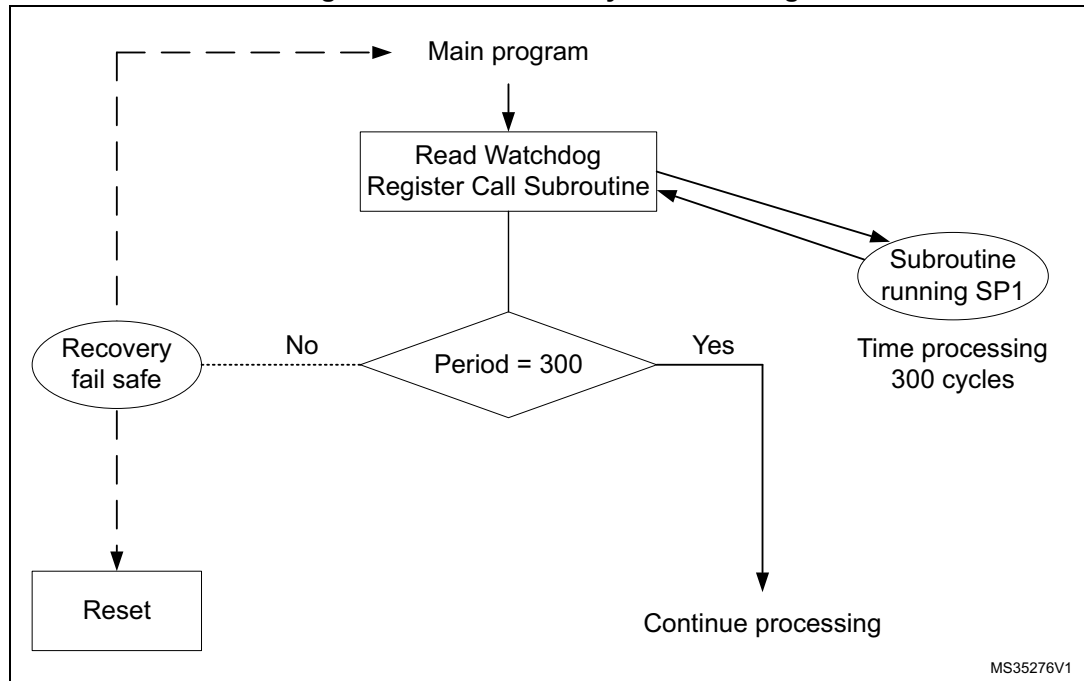 Main program
Read Watchdog
Register Call Subroutine
Subroutine
running SP1
Time processing
300 cycles
Recovery
fail safe
No
Period = 300
Yes
Reset
Continue processing
MS35276V1